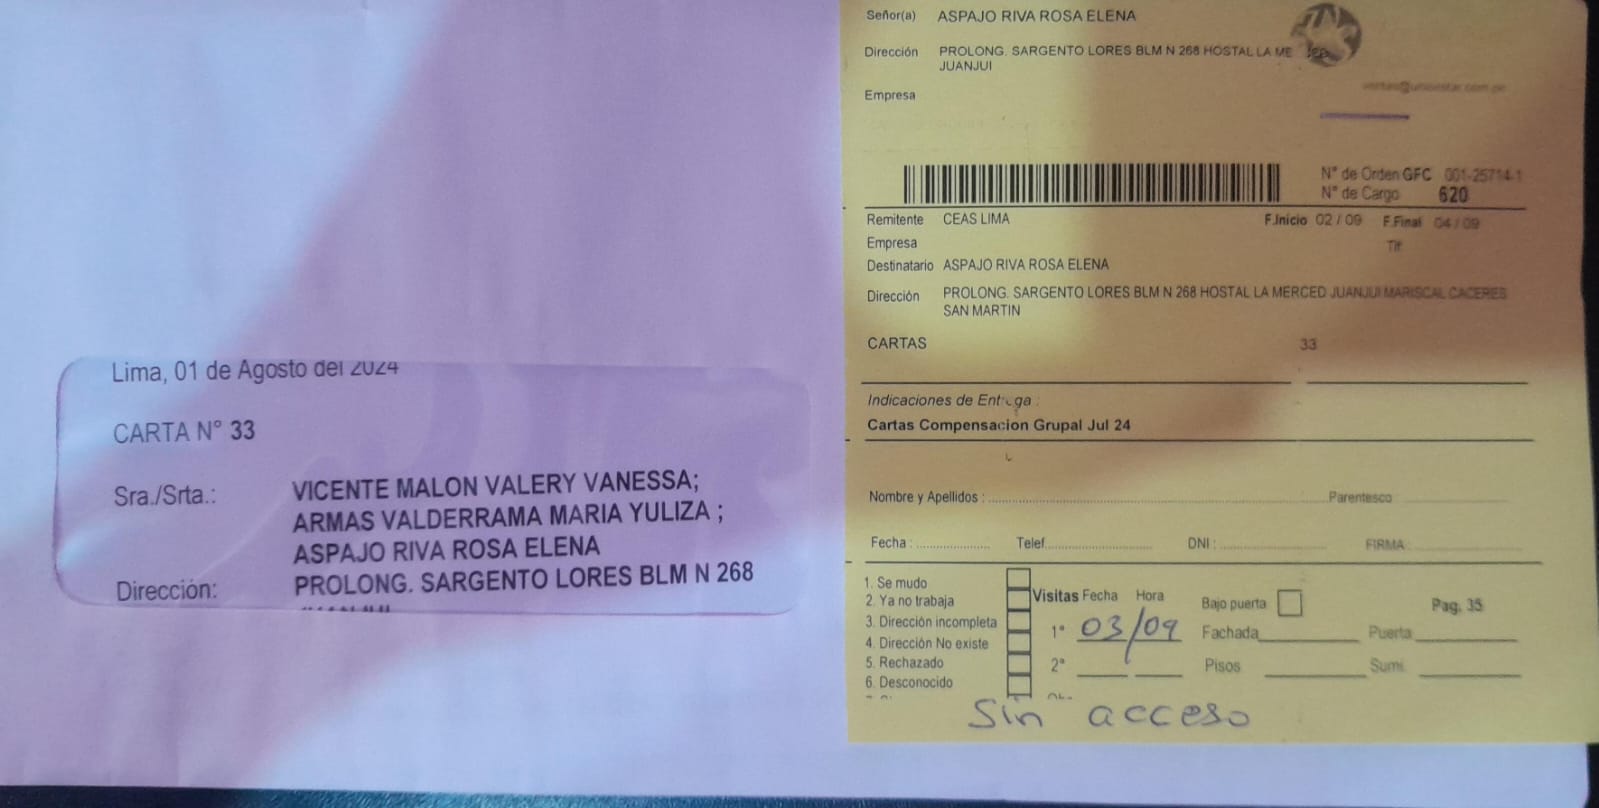 Lima, 01 de Agosto del 2024
CARTA N° 33
Sra./Srta.: VICENTE MALON VALERY VANESSA;
ARMAS VALDERRAMA MARIA YULIZA ;
ASPAJO RIVA ROSA ELENA
Dirección: PROLONG. SARGENTO LORES BLM N 268
Señor(a) ASPAJO RIVA ROSA ELENA
Dirección PROLONG. SARGENTO LORES BLM N 268 HOSTAL LA ME
JUANJUI
Empresa
N° de Orden GFC 001-25714-1
N° de Cargo 620
Remitente CEAS LIMA F.Inicio 02 / 09 F.Final 04 / 09
Empresa Tlf
Destinatario ASPAJO RIVA ROSA ELENA
Dirección PROLONG. SARGENTO LORES BLM N 268 HOSTAL LA MERCED JUANJUI MARISCAL CACERES
SAN MARTIN
CARTAS 33
Indicaciones de Entrega :
Cartas Compensacion Grupal Jul 24
Nombre y Apellidos : Parentesco
Fecha : Telef. DNI : FIRMA :
1. Se mudo
2. Ya no trabaja
3. Dirección incompleta
4. Dirección No existe
5. Rechazado
6. Desconocido
Visitas Fecha Hora
1° 03/09
2°
Bajo puerta Pag. 35
Fachada Puerta
Pisos Sumi.
Sin acceso